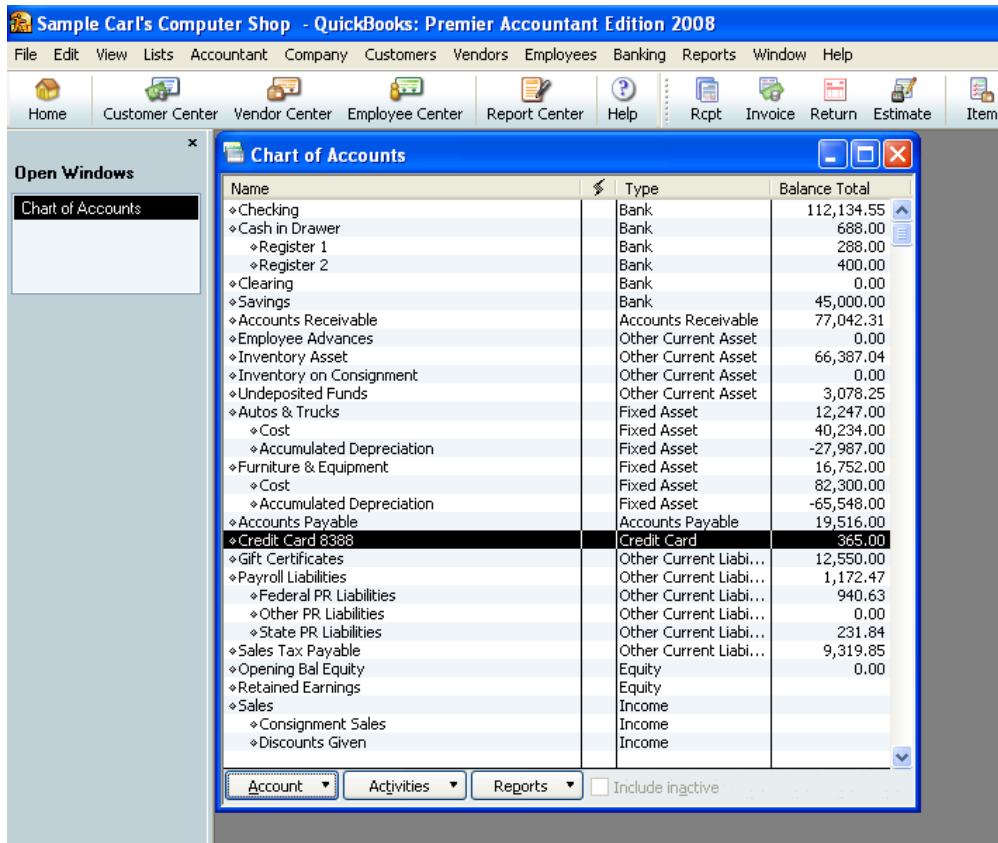 Sample Carl's Computer Shop - QuickBooks: Premier Accountant Edition 2008
File Edit View Lists Accountant Company Customers Vendors Employees Banking Reports Window Help
Home Customer Center Vendor Center Employee Center Report Center Help Rcpt Invoice Return Estimate Item
Open Windows
Chart of Accounts
Chart of Accounts
Name Type Balance Total
Checking Bank 112,134.55
Cash in Drawer Bank 688.00
Register 1 Bank 288.00
Register 2 Bank 400.00
Clearing Bank 0.00
Savings Bank 45,000.00
Accounts Receivable Accounts Receivable 77,042.31
Employee Advances Other Current Asset 0.00
Inventory Asset Other Current Asset 66,387.04
Inventory on Consignment Other Current Asset 0.00
Undeposited Funds Other Current Asset 3,078.25
Autos & Trucks Fixed Asset 12,247.00
Cost Fixed Asset 40,234.00
Accumulated Depreciation Fixed Asset -27,987.00
Furniture & Equipment Fixed Asset 16,752.00
Cost Fixed Asset 82,300.00
Accumulated Depreciation Fixed Asset -65,548.00
Accounts Payable Accounts Payable 19,516.00
Credit Card 8388 Credit Card 365.00
Gift Certificates Other Current Liabi... 12,550.00
Payroll Liabilities Other Current Liabi... 1,172.47
Federal PR Liabilities Other Current Liabi... 940.63
Other PR Liabilities Other Current Liabi... 0.00
State PR Liabilities Other Current Liabi... 231.84
Sales Tax Payable Other Current Liabi... 9,319.85
Opening Bal Equity Equity 0.00
Retained Earnings Equity
Sales Income
Consignment Sales Income
Discounts Given Income
Account Activities Reports Include inactive